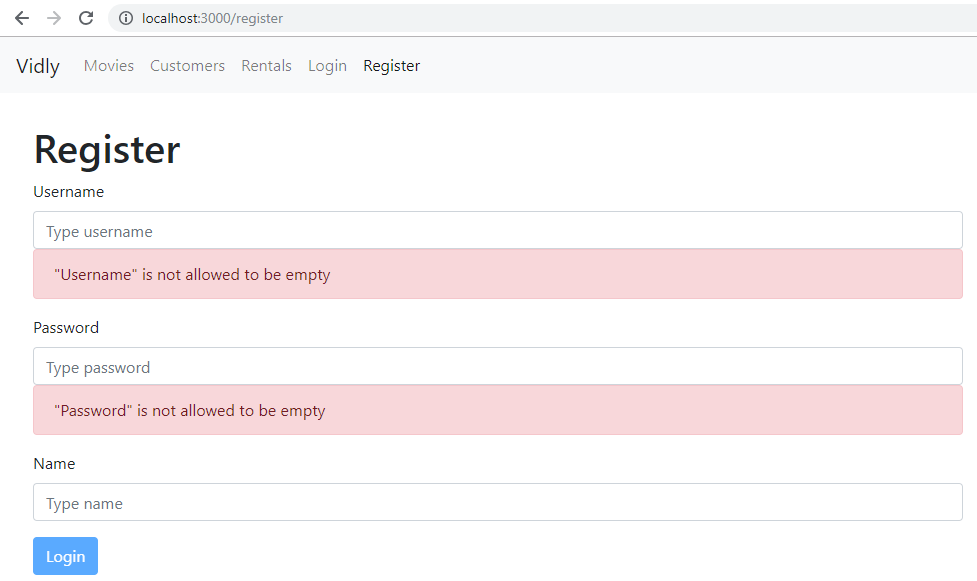 localhost:3000/register
Vidly Movies Customers Rentals Login Register
Register
Username
Type username
"Username" is not allowed to be empty
Password
Type password
"Password" is not allowed to be empty
Name
Type name
Login